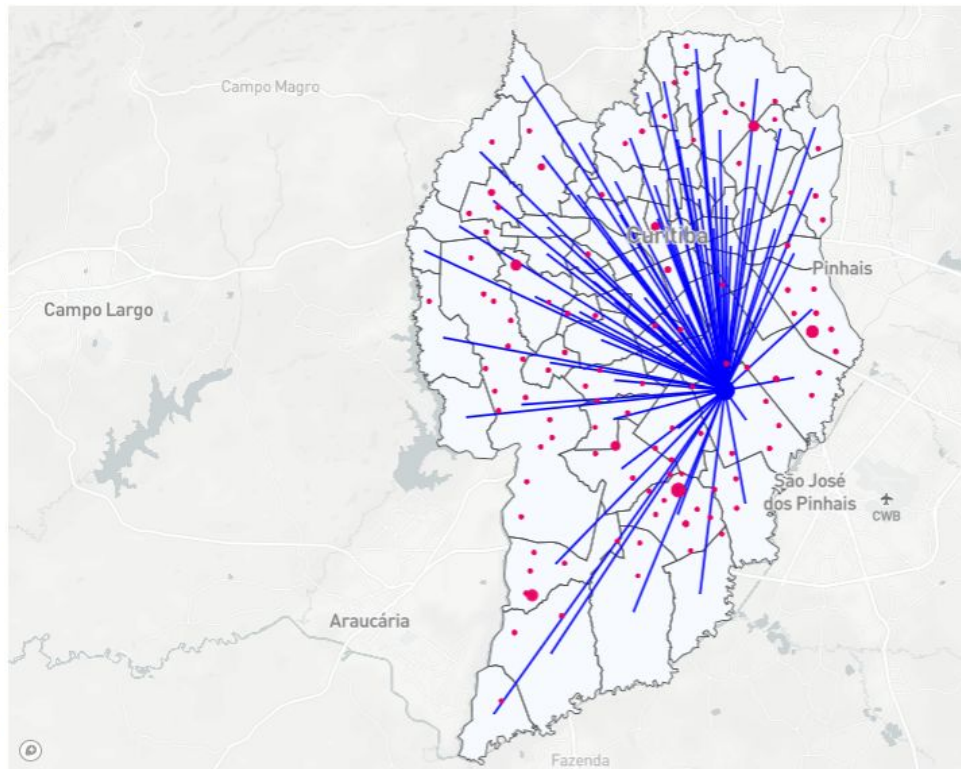 Campo Magro
Curitiba
Pinhais
Campo Largo
São José
dos Pinhais
CWB
Araucária
Fazenda